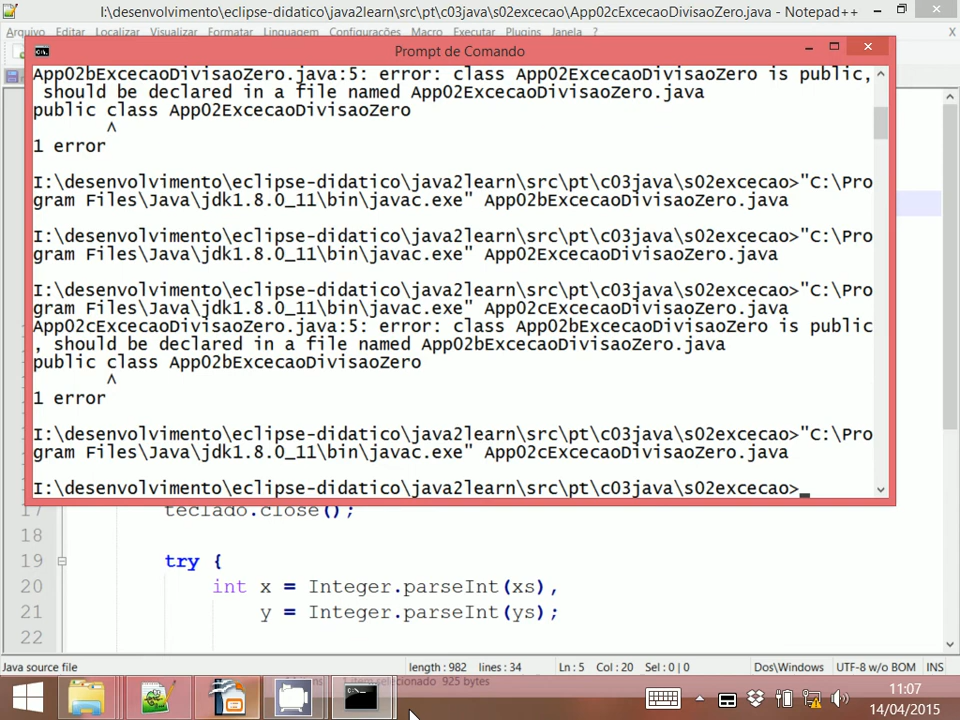 I:\desenvolvimento\eclipse-didatico\java2learn\src\pt\c03java\s02excecao\App02cExcecaoDivisaoZero.java - Notepad++
Arquivo Editar Localizar Visualizar Formatar Linguagem Configurações Macro Executar Plugins Janela ? X
Prompt de Comando
App02bExcecaoDivisaoZero.java:5: error: class App02ExcecaoDivisaoZero is public,
should be declared in a file named App02ExcecaoDivisaoZero.java
public class App02ExcecaoDivisaoZero
^
1 error
I:\desenvolvimento\eclipse-didatico\java2learn\src\pt\c03java\s02excecao>"C:\Pro
gram Files\Java\jdk1.8.0_11\bin\javac.exe" App02bExcecaoDivisaoZero.java
I:\desenvolvimento\eclipse-didatico\java2learn\src\pt\c03java\s02excecao>"C:\Pro
gram Files\Java\jdk1.8.0_11\bin\javac.exe" App02ExcecaoDivisaoZero.java
I:\desenvolvimento\eclipse-didatico\java2learn\src\pt\c03java\s02excecao>"C:\Pro
gram Files\Java\jdk1.8.0_11\bin\javac.exe" App02cExcecaoDivisaoZero.java
App02cExcecaoDivisaoZero.java:5: error: class App02bExcecaoDivisaoZero is public
, should be declared in a file named App02bExcecaoDivisaoZero.java
public class App02bExcecaoDivisaoZero
^
1 error
I:\desenvolvimento\eclipse-didatico\java2learn\src\pt\c03java\s02excecao>"C:\Pro
gram Files\Java\jdk1.8.0_11\bin\javac.exe" App02cExcecaoDivisaoZero.java
I:\desenvolvimento\eclipse-didatico\java2learn\src\pt\c03java\s02excecao>_
17 teclado.close();
18
19 try {
20 int x = Integer.parseInt(xs),
21 y = Integer.parseInt(ys);
22
Java source file length : 982 lines : 34 Ln : 5 Col : 20 Sel : 0 | 0 Dos\Windows UTF-8 w/o BOM INS
1 item selecionado 925 bytes
11:07
14/04/2015